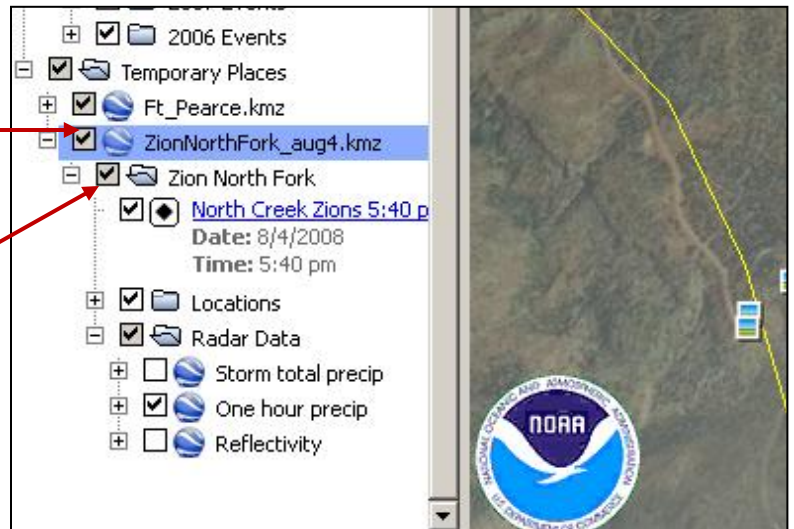 2006 Events
Temporary Places
Ft_Pearce.kmz
ZionNorthFork_aug4.kmz
Zion North Fork
North Creek Zions 5:40 p
Date: 8/4/2008
Time: 5:40 pm
Locations
Radar Data
Storm total precip
One hour precip
Reflectivity
NATIONAL OCEANIC AND ATMOSPHERIC ADMINISTRATION
NOAA
U.S. DEPARTMENT OF COMMERCE